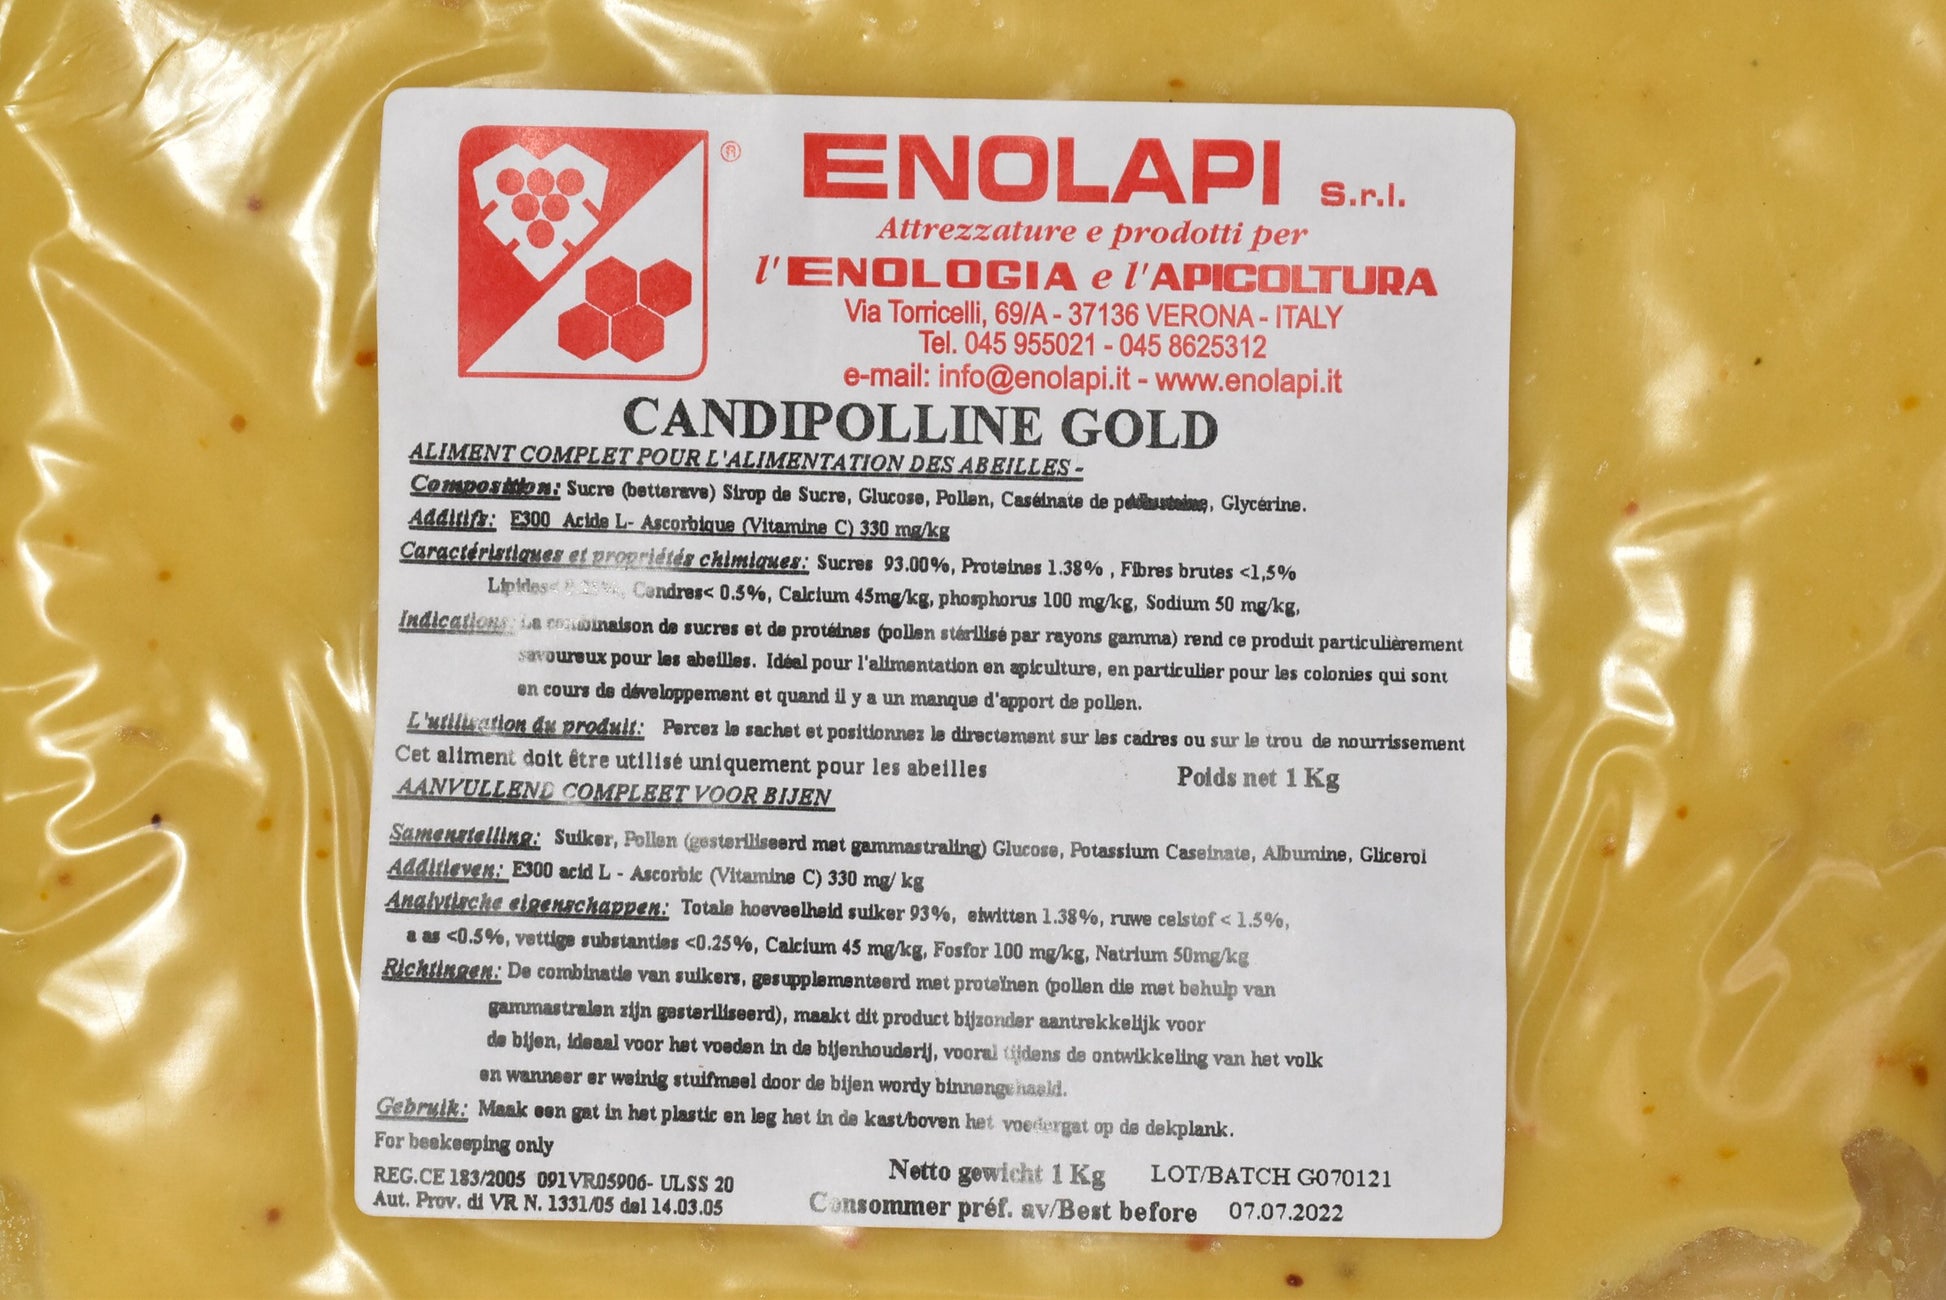 ®
ENOLAPI S.r.l.
Attrezzature e prodotti per
l'ENOLOGIA e l'APICOLTURA
Via Torricelli, 69/A - 37136 VERONA - ITALY
Tel. 045 955021 - 045 8625312
e-mail: info@enolapi.it - www.enolapi.it
CANDIPOLLINE GOLD
ALIMENT COMPLET POUR L'ALIMENTATION DES ABEILLES -
Composition: Sucre (betterave) Sirop de Sucre, Glucose, Pollen, Caséinate de , Glycérine.
Additifs: E300 Acide L- Ascorbique (Vitamine C) 330 mg/kg
Caractéristiques et propriétés chimiques: Sucres 93.00%, Proteines 1.38% , Fibres brutes <1,5%
Lipides< 0.25%, Cendres< 0.5%, Calcium 45mg/kg, phosphorus 100 mg/kg, Sodium 50 mg/kg,
Indications: La combinaison de sucres et de protéines (pollen stérilisé par rayons gamma) rend ce produit particulièrement
savoureux pour les abeilles. Idéal pour l'alimentation en apiculture, en particulier pour les colonies qui sont
en cours de développement et quand il y a un manque d'apport de pollen.
L'utilisation du produit: Percez le sachet et positionnez le directement sur les cadres ou sur le trou de nourrissement
Cet aliment doit être utilisé uniquement pour les abeilles Poids net 1 Kg
AANVULLEND COMPLEET VOOR BIJEN
Samenstelling: Suiker, Pollen (gesteriliseerd met gammastraling) Glucose, Potassium Caseinate, Albumine, Glicerol
Additieven: E300 acid L - Ascorbic (Vitamine C) 330 mg/ kg
Analytische eigenschappen: Totale hoeveelheid suiker 93%, eiwitten 1.38%, ruwe celstof < 1.5%,
a as <0.5%, vettige substanties <0.25%, Calcium 45 mg/kg, Fosfor 100 mg/kg, Natrium 50mg/kg
Richtingen: De combinatie van suikers, gesupplementeerd met proteïnen (pollen die met behulp van
gammastralen zijn gesteriliseerd), maakt dit product bijzonder aantrekkelijk voor
de bijen, ideaal voor het voeden in de bijenhouderij, vooral tijdens de ontwikkeling van het volk
en wanneer er weinig stuifmeel door de bijen wordy binnengehaald.
Gebruik: Maak een gat in het plastic en leg het in de kast/boven het voedergat op de dekplank.
For beekeeping only
REG.CE 183/2005 091VR05906- ULSS 20
Netto gewicht 1 Kg LOT/BATCH G070121
Aut. Prov. di VR N. 1331/05 del 14.03.05
Consommer préf. av/Best before 07.07.2022